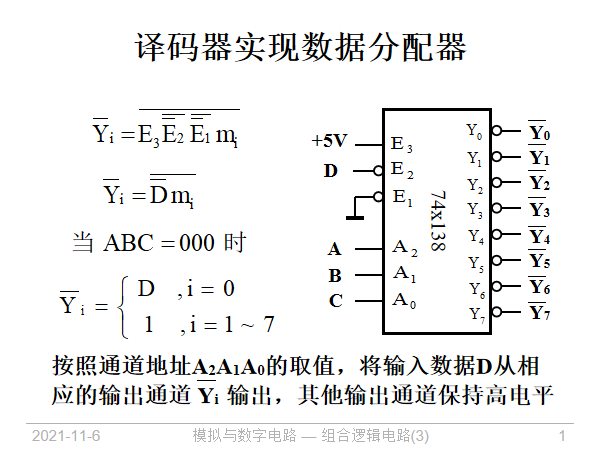 译码器实现数据分配器
Y̅i = E3 E̿2 E̿1 mi
Y̅i = D̅ mi
当 ABC = 000 时
Y̅i = { D , i = 0
1 , i = 1 ~ 7
+5V E3 Y0 Y̅0
D E2 Y1 Y̅1
E1 Y2 Y̅2
74x138
Y3 Y̅3
A A2 Y4 Y̅4
B A1 Y5 Y̅5
C A0 Y6 Y̅6
Y7 Y̅7
按照通道地址A2A1A0的取值，将输入数据D从相
应的输出通道 Y̅i 输出，其他输出通道保持高电平
2021-11-6 模拟与数字电路 — 组合逻辑电路(3) 1